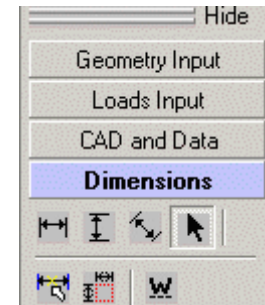 Hide
Geometry Input
Loads Input
CAD and Data
Dimensions
w